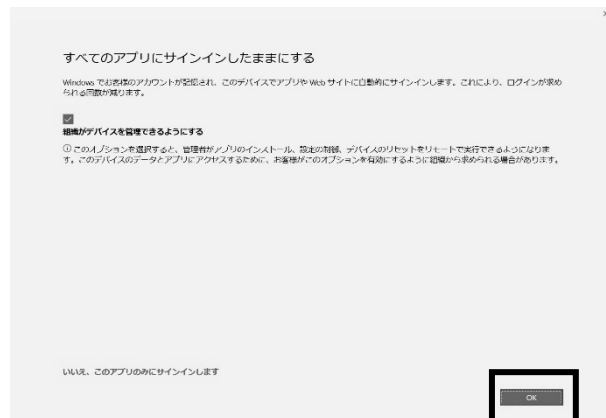 すべてのアプリにサインインしたままにする
Windows でお客様のアカウントが記憶され、このデバイスでアプリや Web サイトに自動的にサインインします。これにより、ログインが求め
られる回数が減ります。
組織がデバイスを管理できるようにする
このオプションを選択すると、管理者がアプリのインストール、設定の制御、デバイスのリセットをリモートで実行できるようになりま
す。このデバイスのデータとアプリにアクセスするために、お客様がこのオプションを有効にするように組織から求められる場合があります。
いいえ、このアプリのみにサインインします
OK